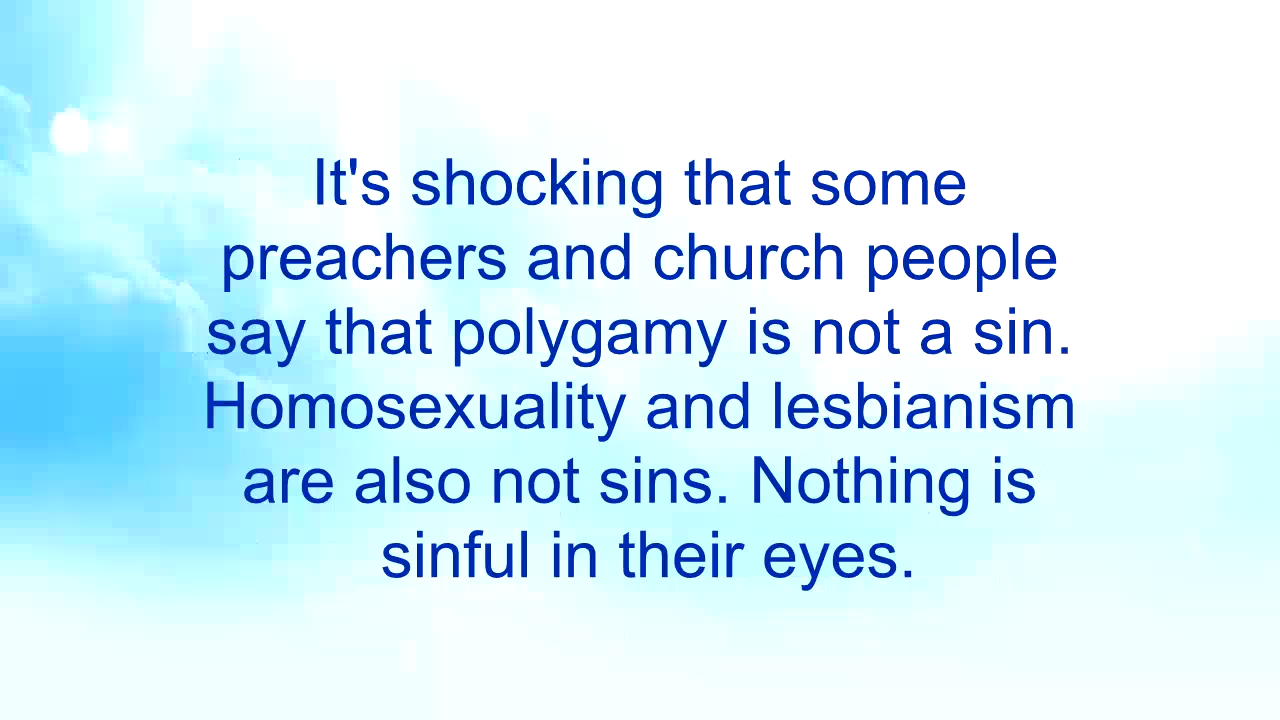 It's shocking that some
preachers and church people
say that polygamy is not a sin.
Homosexuality and lesbianism
are also not sins. Nothing is
sinful in their eyes.